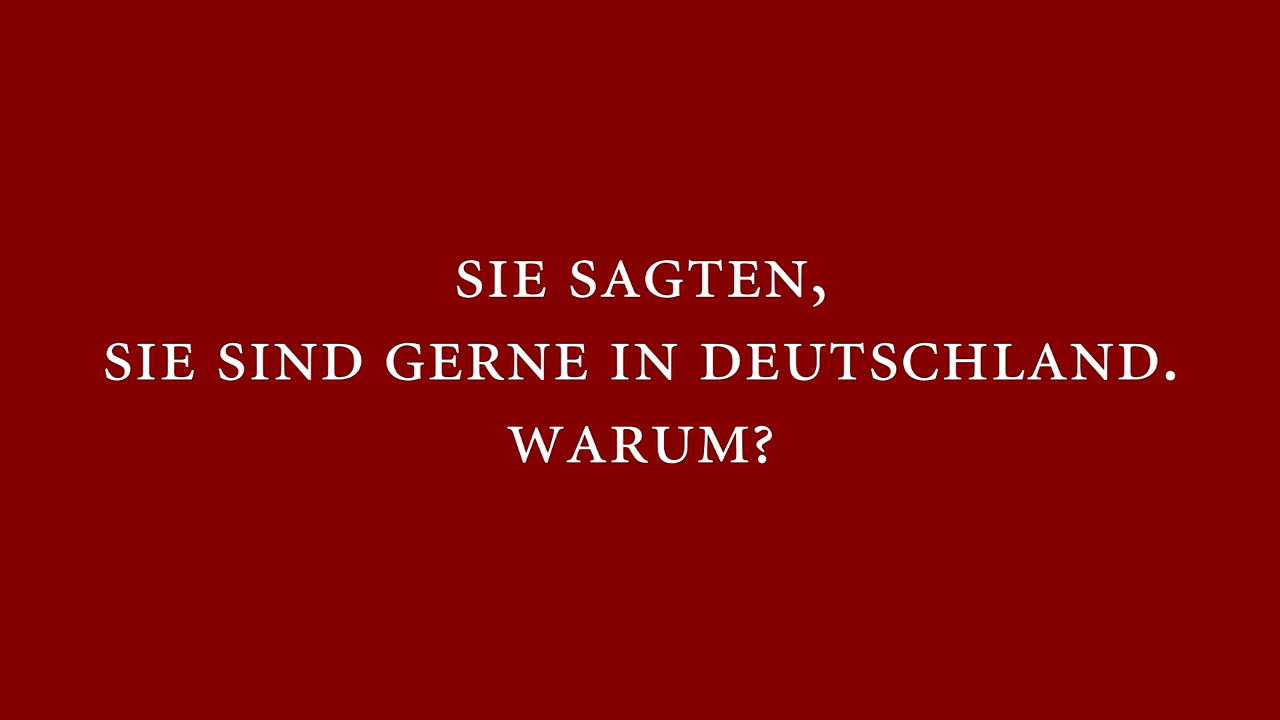 SIE SAGTEN,
SIE SIND GERNE IN DEUTSCHLAND.
WARUM?